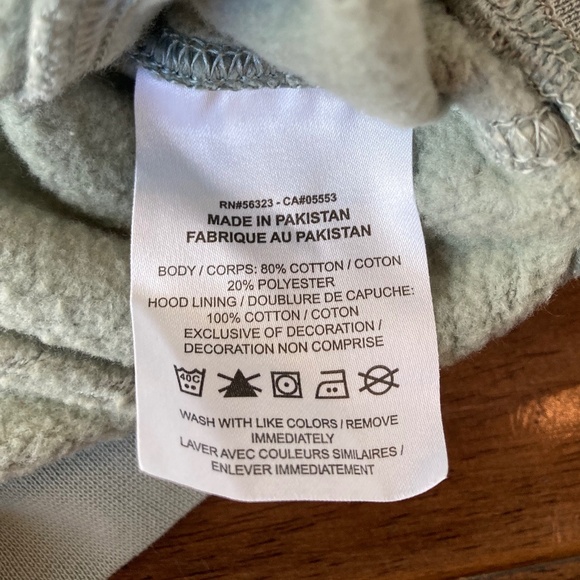 RN#56323 - CA#05553
MADE IN PAKISTAN
FABRIQUE AU PAKISTAN
BODY / CORPS: 80% COTTON / COTON
20% POLYESTER
HOOD LINING / DOUBLURE DE CAPUCHE:
100% COTTON / COTON
EXCLUSIVE OF DECORATION /
DECORATION NON COMPRISE
40C
WASH WITH LIKE COLORS / REMOVE
IMMEDIATELY
LAVER AVEC COULEURS SIMILAIRES /
ENLEVER IMMEDIATEMENT